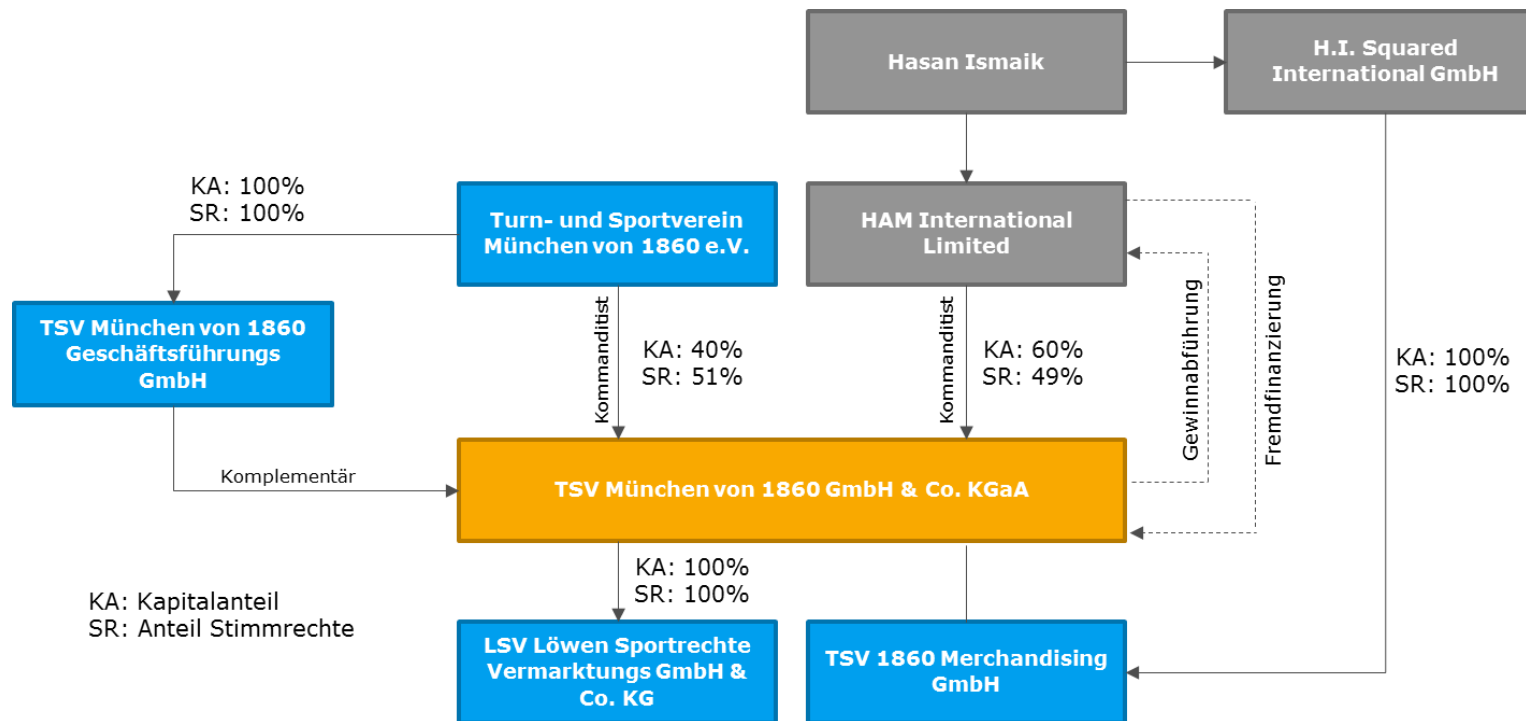 Hasan Ismaik
H.I. Squared
International GmbH
KA: 100%
SR: 100%
Turn- und Sportverein
München von 1860 e.V.
HAM International
Limited
TSV München von 1860
Geschäftsführungs
GmbH
Kommanditist
KA: 40%
SR: 51%
Kommanditist
KA: 60%
SR: 49%
Gewinnabführung
Fremdfinanzierung
KA: 100%
SR: 100%
Komplementär
TSV München von 1860 GmbH & Co. KGaA
KA: 100%
SR: 100%
KA: Kapitalanteil
SR: Anteil Stimmrechte
LSV Löwen Sportrechte
Vermarktungs GmbH &
Co. KG
TSV 1860 Merchandising
GmbH